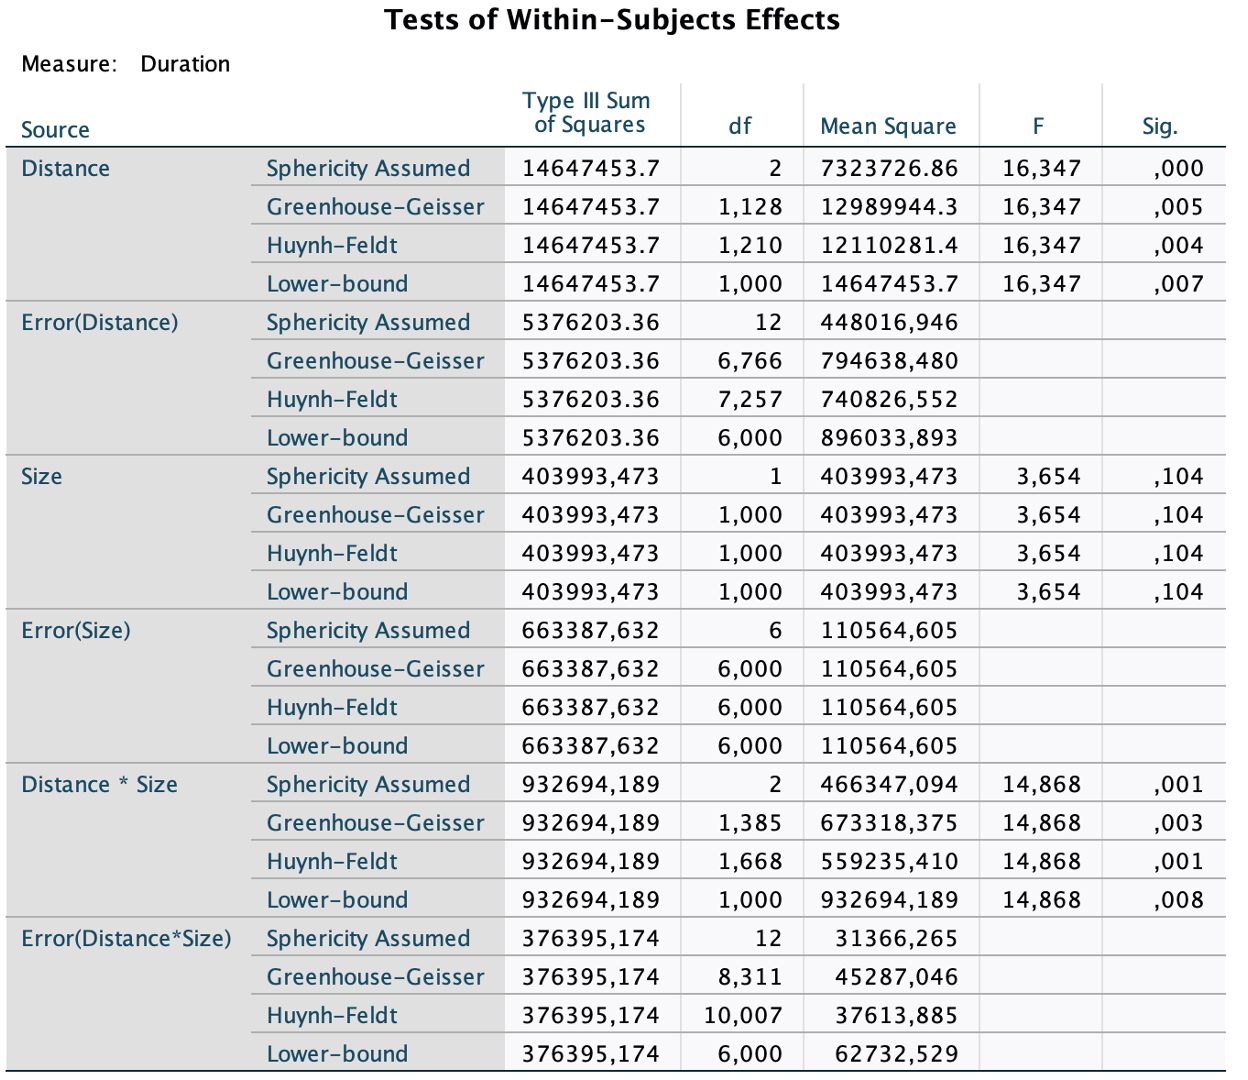 Tests of Within-Subjects Effects
Measure: Duration
Source Type III Sum of Squares df Mean Square F Sig.
Distance Sphericity Assumed 14647453.7 2 7323726.86 16,347 ,000
Greenhouse-Geisser 14647453.7 1,128 12989944.3 16,347 ,005
Huynh-Feldt 14647453.7 1,210 12110281.4 16,347 ,004
Lower-bound 14647453.7 1,000 14647453.7 16,347 ,007
Error(Distance) Sphericity Assumed 5376203.36 12 448016,946
Greenhouse-Geisser 5376203.36 6,766 794638,480
Huynh-Feldt 5376203.36 7,257 740826,552
Lower-bound 5376203.36 6,000 896033,893
Size Sphericity Assumed 403993,473 1 403993,473 3,654 ,104
Greenhouse-Geisser 403993,473 1,000 403993,473 3,654 ,104
Huynh-Feldt 403993,473 1,000 403993,473 3,654 ,104
Lower-bound 403993,473 1,000 403993,473 3,654 ,104
Error(Size) Sphericity Assumed 663387,632 6 110564,605
Greenhouse-Geisser 663387,632 6,000 110564,605
Huynh-Feldt 663387,632 6,000 110564,605
Lower-bound 663387,632 6,000 110564,605
Distance * Size Sphericity Assumed 932694,189 2 466347,094 14,868 ,001
Greenhouse-Geisser 932694,189 1,385 673318,375 14,868 ,003
Huynh-Feldt 932694,189 1,668 559235,410 14,868 ,001
Lower-bound 932694,189 1,000 932694,189 14,868 ,008
Error(Distance*Size) Sphericity Assumed 376395,174 12 31366,265
Greenhouse-Geisser 376395,174 8,311 45287,046
Huynh-Feldt 376395,174 10,007 37613,885
Lower-bound 376395,174 6,000 62732,529